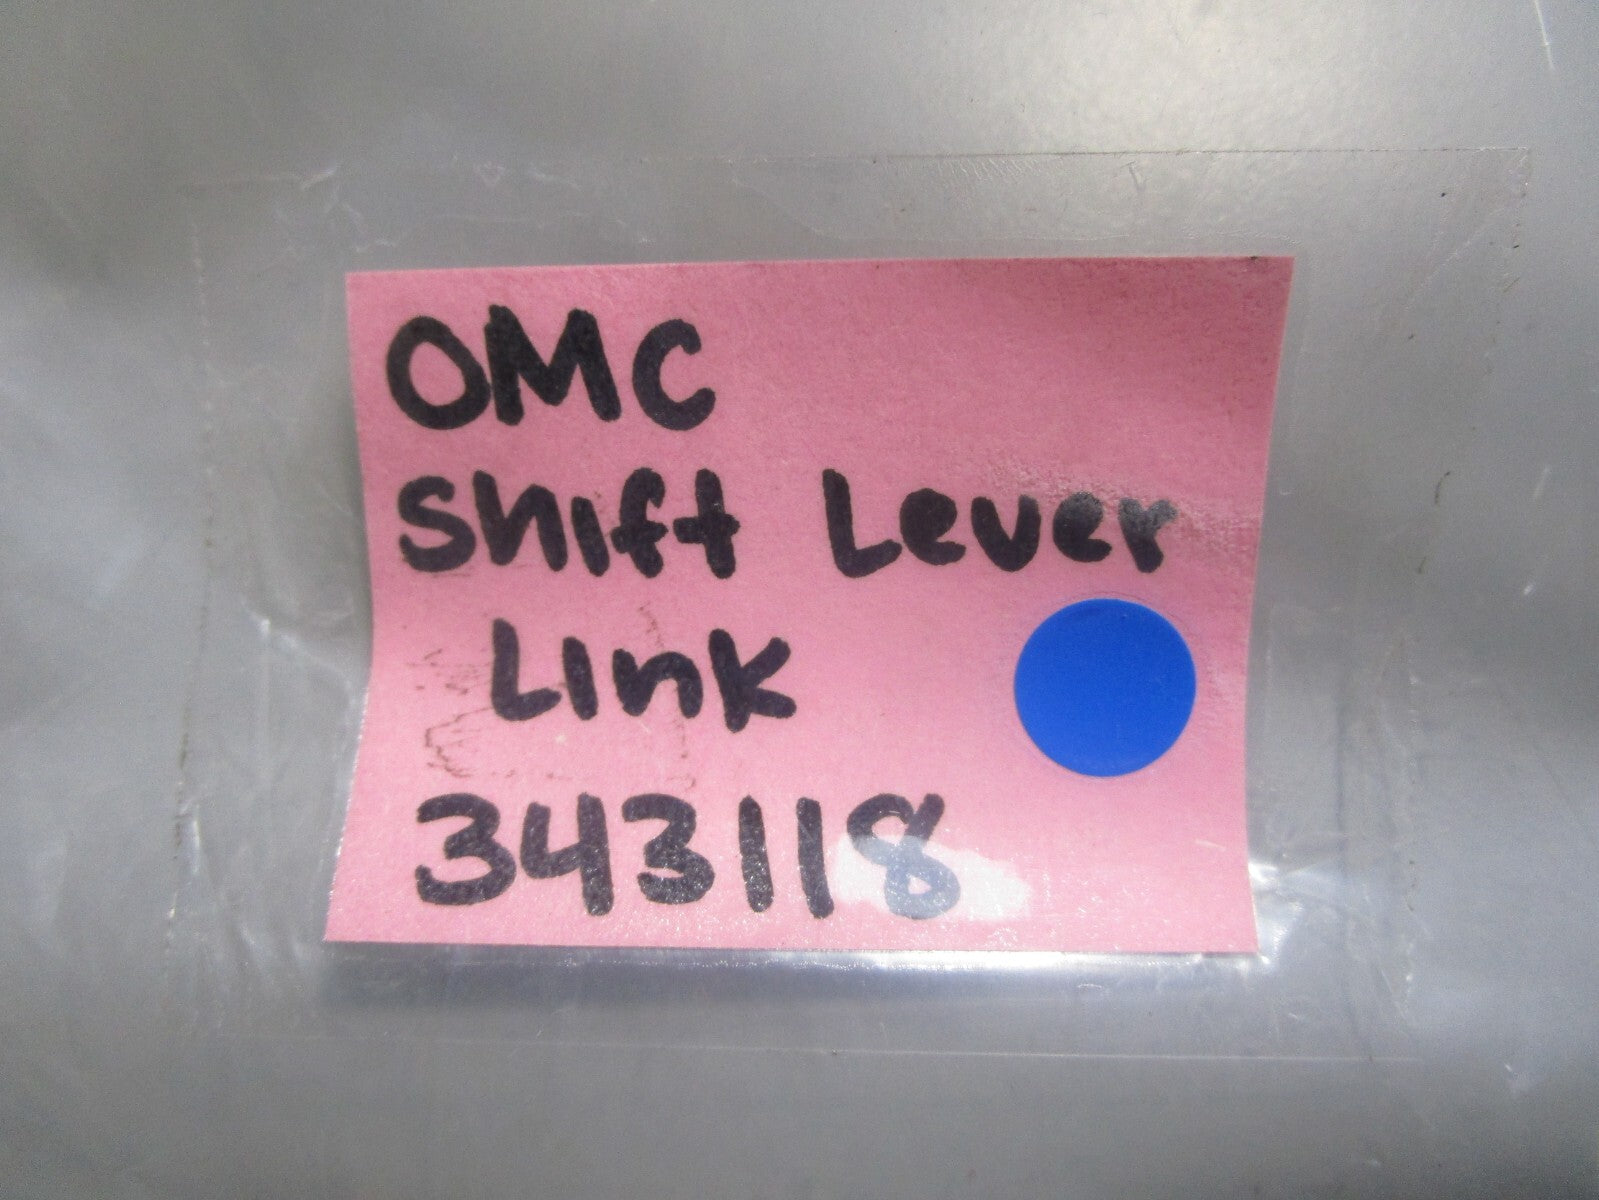 OMC
Shift Lever
Link
343118